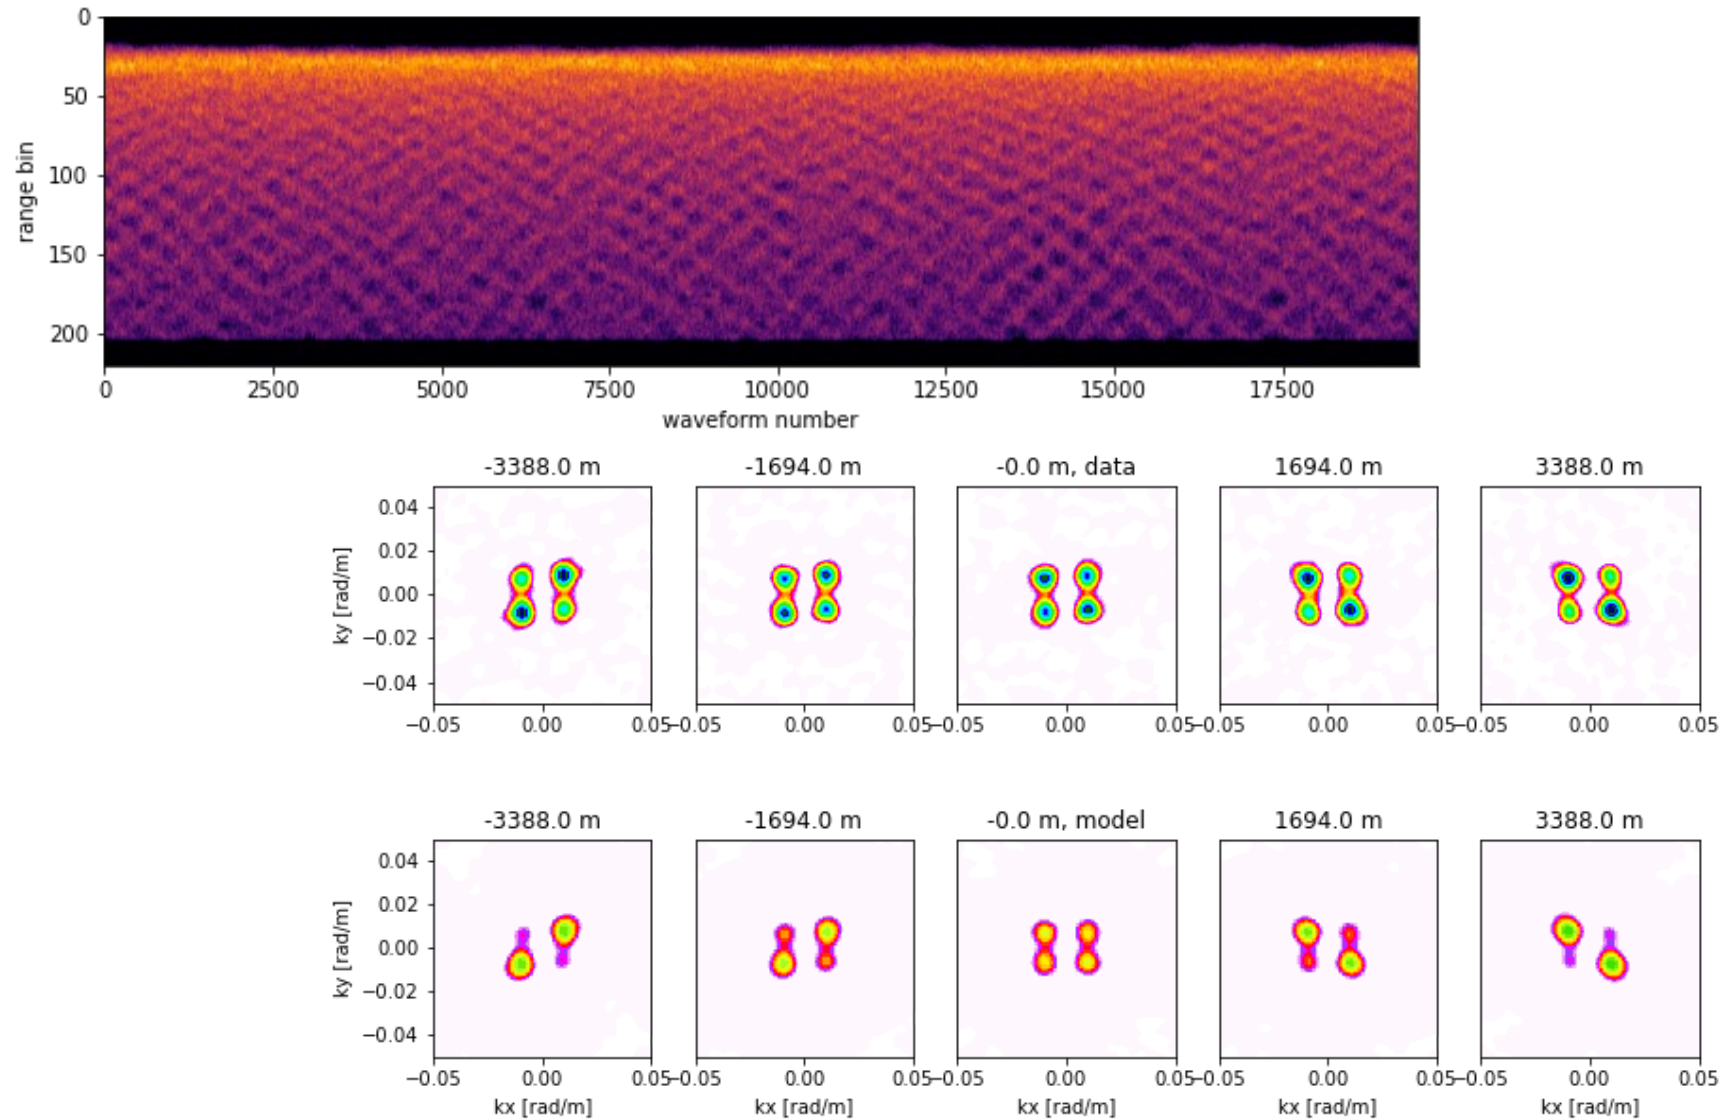 0
50
100
150
200
range bin
0 2500 5000 7500 10000 12500 15000 17500
waveform number
-3388.0 m -1694.0 m -0.0 m, data 1694.0 m 3388.0 m
0.04
0.02
0.00
−0.02
−0.04
ky [rad/m]
−0.05 0.00 0.05 −0.05 0.00 0.05 −0.05 0.00 0.05 −0.05 0.00 0.05 −0.05 0.00 0.05
-3388.0 m -1694.0 m -0.0 m, model 1694.0 m 3388.0 m
0.04
0.02
0.00
−0.02
−0.04
ky [rad/m]
−0.05 0.00 0.05 −0.05 0.00 0.05 −0.05 0.00 0.05 −0.05 0.00 0.05 −0.05 0.00 0.05
kx [rad/m] kx [rad/m] kx [rad/m] kx [rad/m] kx [rad/m]